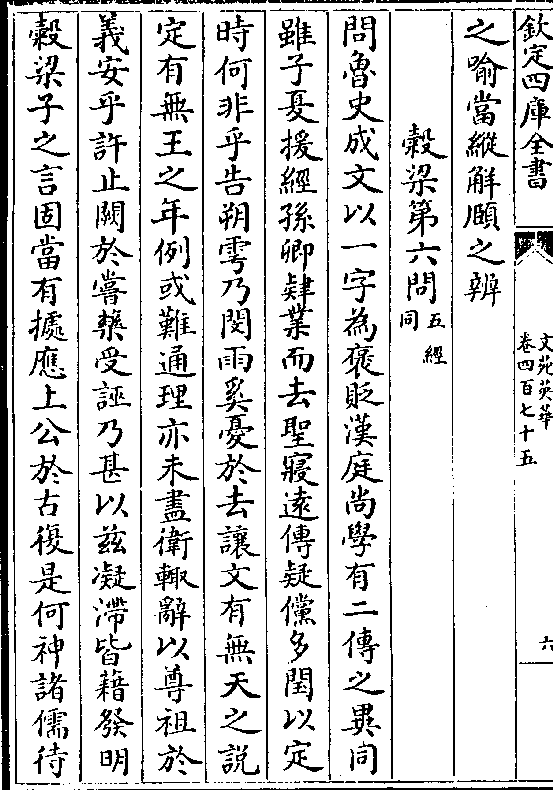 欽定四庫全書
文苑英華
卷四百七十五
六
之喻當縱解頤之辨
穀梁第六問五經同
問魯史成文以一字為褒貶漢庭尚學有二傳之異同
雖子夏援經孫卿肄業而去聖寢遠傳疑儻多閏以定
時何非乎告朔雩乃閔雨奚憂於去讓文有無天之說
定有無王之年例或難通理亦未盡衛輒辭以尊祖於
義安乎許止闕於嘗藥受誣乃甚以茲凝滯皆藉發明
穀梁子之言固當有據應上公於古復是何神諸儒待